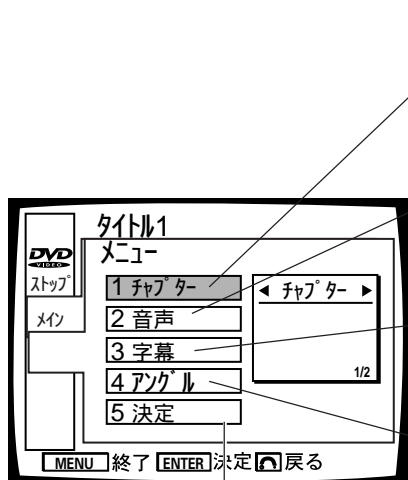 タイトル1
DVD
VIDEO
メニュー
ストップ
メイン
1 チャプター
2 音声
3 字幕
4 アングル
5 決定
◀ チャプター ▶
1/2
MENU 終了 ENTER 決定 戻る